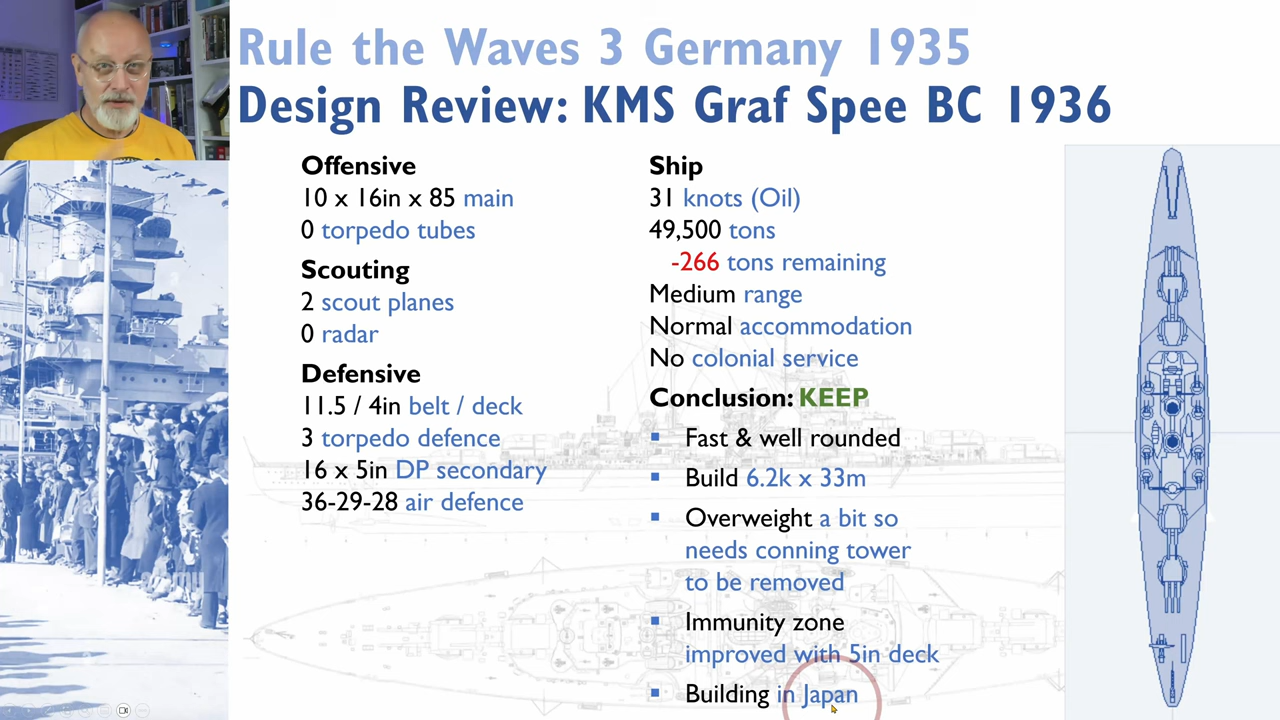 Rule the Waves 3 Germany 1935
Design Review: KMS Graf Spee BC 1936
Offensive
10 x 16in x 85 main
0 torpedo tubes
Scouting
2 scout planes
0 radar
Defensive
11.5 / 4in belt / deck
3 torpedo defence
16 x 5in DP secondary
36-29-28 air defence
Ship
31 knots (Oil)
49,500 tons
-266 tons remaining
Medium range
Normal accommodation
No colonial service
Conclusion: KEEP
Fast & well rounded
Build 6.2k x 33m
Overweight a bit so
needs conning tower
to be removed
Immunity zone
improved with 5in deck
Building in Japan